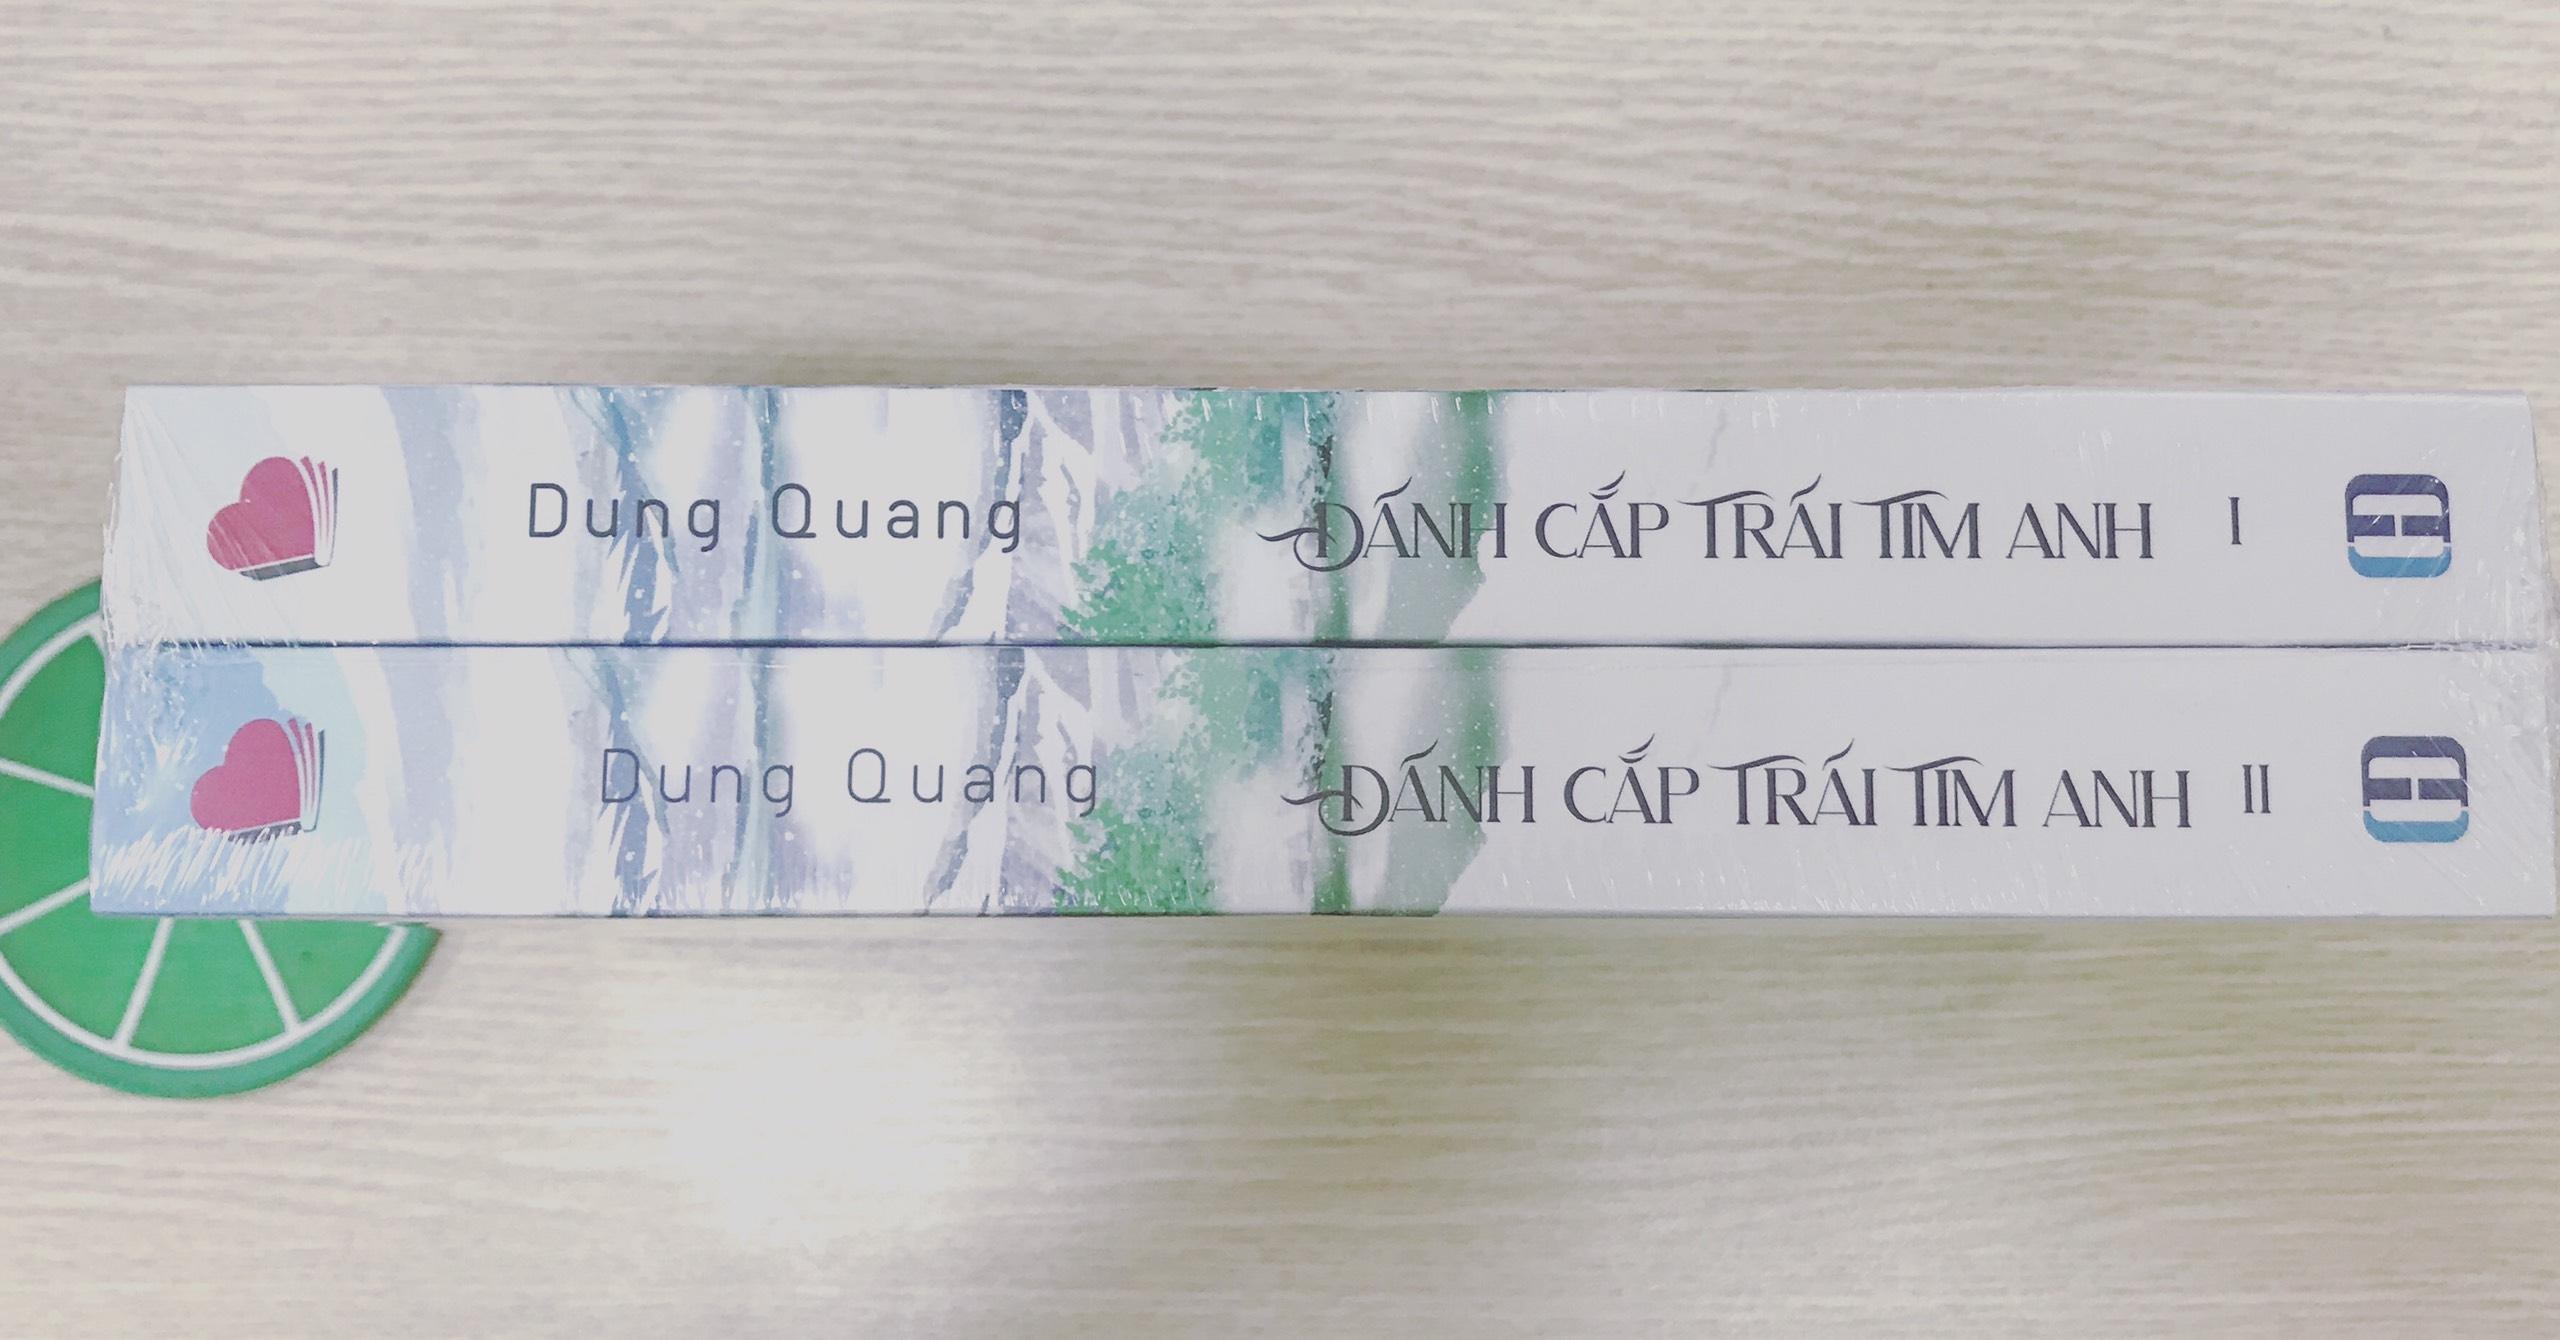 Dung Quang ĐÁNH CẮP TRÁI TIM ANH I
Dung Quang ĐÁNH CẮP TRÁI TIM ANH II